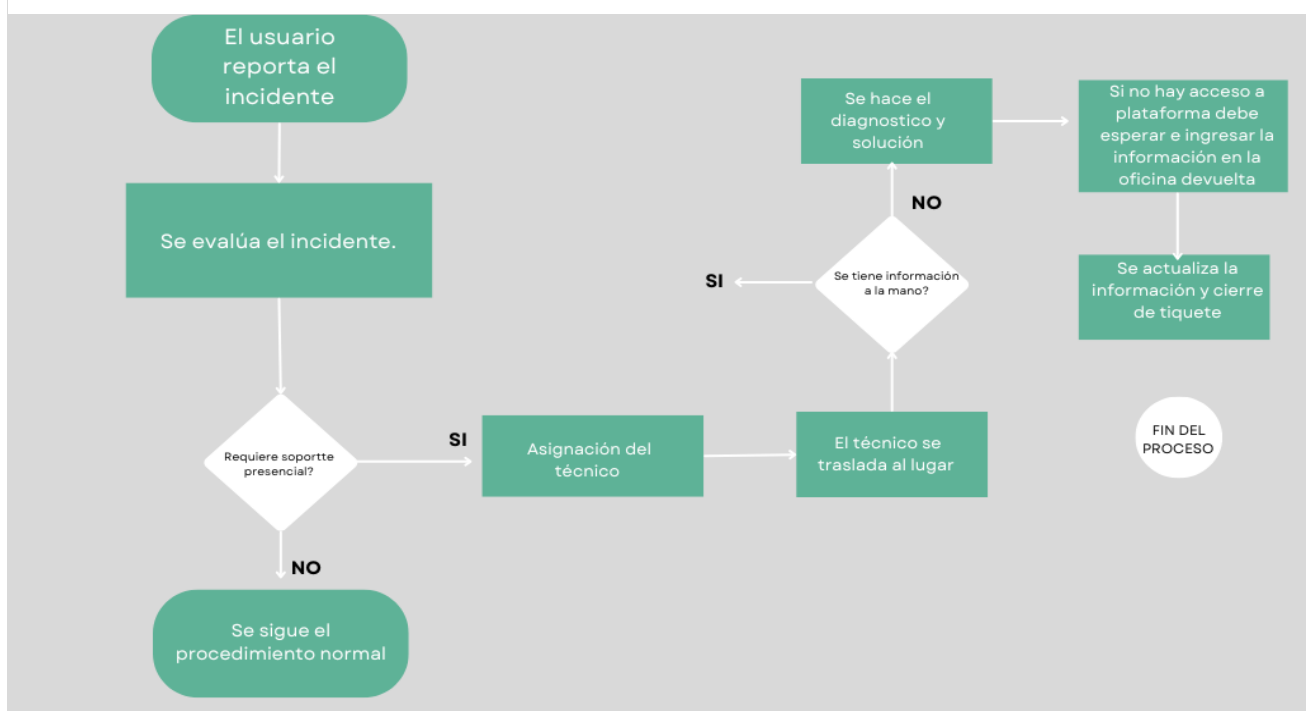 El usuario
reporta el
incidente
Se evalúa el incidente.
Requiere soportte
presencial?
SI
NO
Se sigue el
procedimiento normal
Asignación del
técnico
El técnico se
traslada al lugar
Se tiene información
a la mano?
SI
NO
Se hace el
diagnostico y
solución
Si no hay acceso a
plataforma debe
esperar e ingresar la
información en la
oficina devuelta
Se actualiza la
información y cierre
de tiquete
FIN DEL
PROCESO